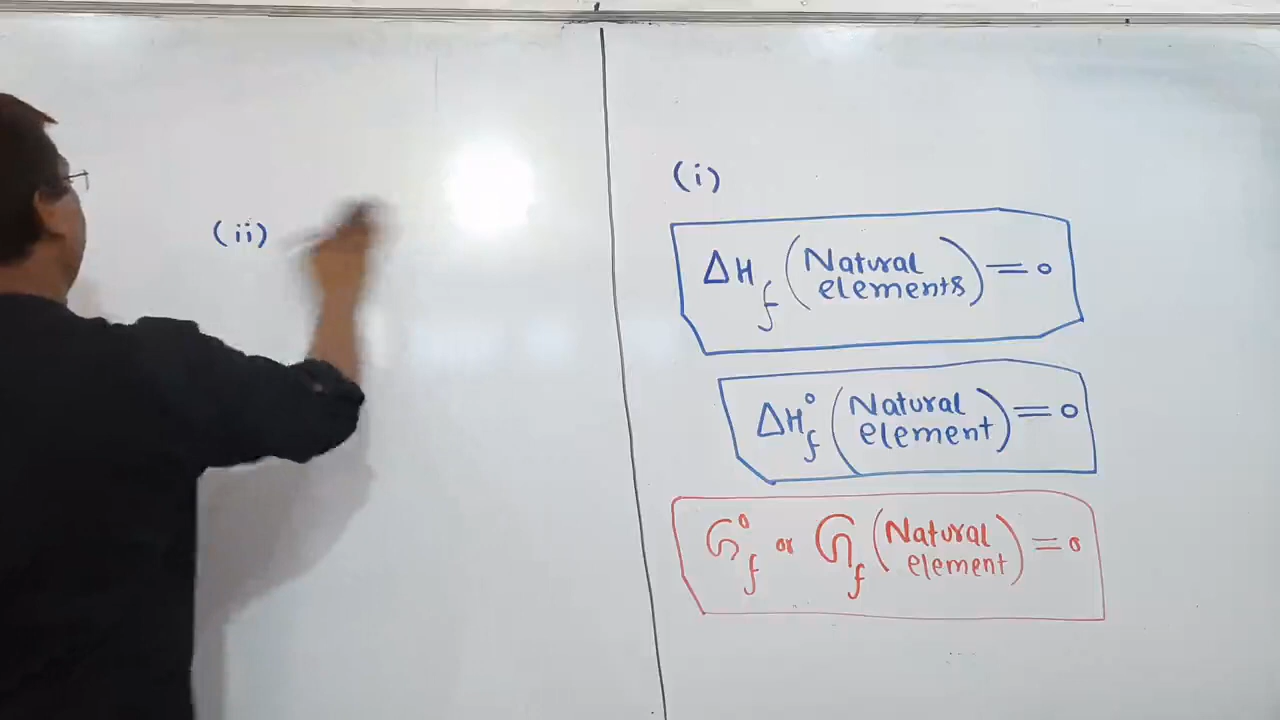 (ii)
(i)
ΔH_f (Natural elements) = 0
ΔH°_f (Natural element) = 0
G°_f or G_f (Natural element) = 0